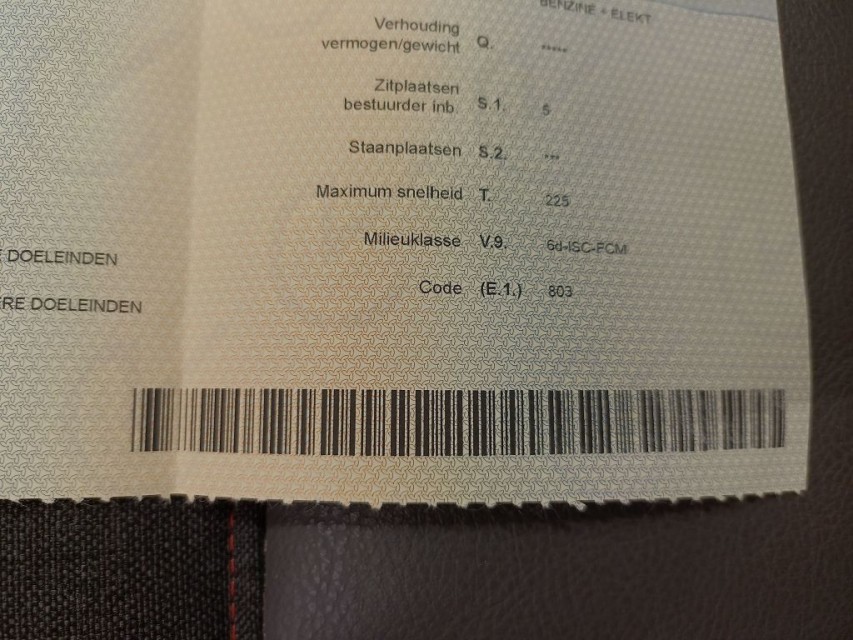 BENZINE + ELEKT
Verhouding
vermogen/gewicht Q. *****
Zitplaatsen
bestuurder inb. S.1. 5
Staanplaatsen S.2. ***
Maximum snelheid T. 225
Milieuklasse V.9. 6d-ISC-FCM
DOELEINDEN
Code (E.1.) 803
ERE DOELEINDEN